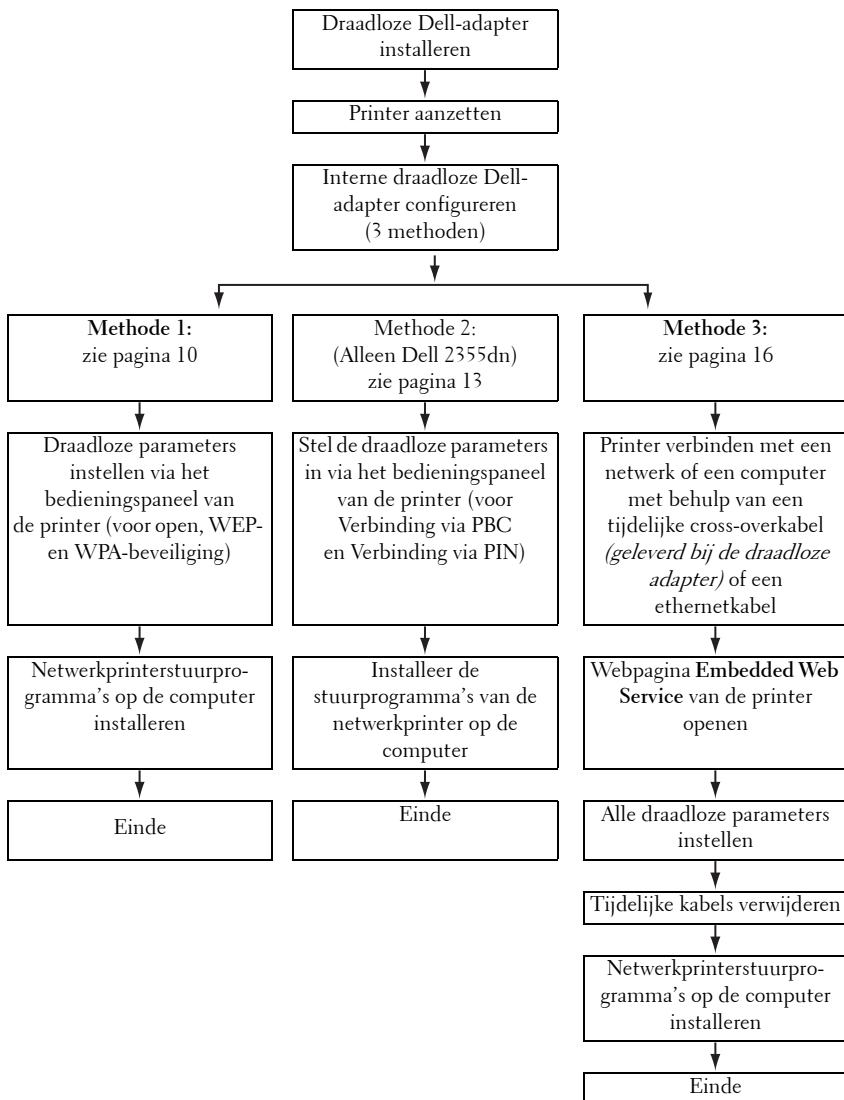 Draadloze Dell-adapter
installeren
Printer aanzetten
Interne draadloze Dell-
adapter configureren
(3 methoden)
Methode 1:
zie pagina 10
Draadloze parameters
instellen via het
bedieningspaneel van
de printer (voor open, WEP-
en WPA-beveiliging)
Netwerkprinterstuurpro-
gramma’s op de computer
installeren
Einde
Methode 2:
(Alleen Dell 2355dn)
zie pagina 13
Stel de draadloze parameters
in via het bedieningspaneel
van de printer (voor
Verbinding via PBC
en Verbinding via PIN)
Installeer de
stuurprogramma’s van de
netwerkprinter op de
computer
Einde
Methode 3:
zie pagina 16
Printer verbinden met een
netwerk of een computer
met behulp van een
tijdelijke cross-overkabel
(geleverd bij de draadloze
adapter) of een
ethernetkabel
Webpagina Embedded Web
Service van de printer
openen
Alle draadloze parameters
instellen
Tijdelijke kabels verwijderen
Netwerkprinterstuurpro-
gramma’s op de computer
installeren
Einde